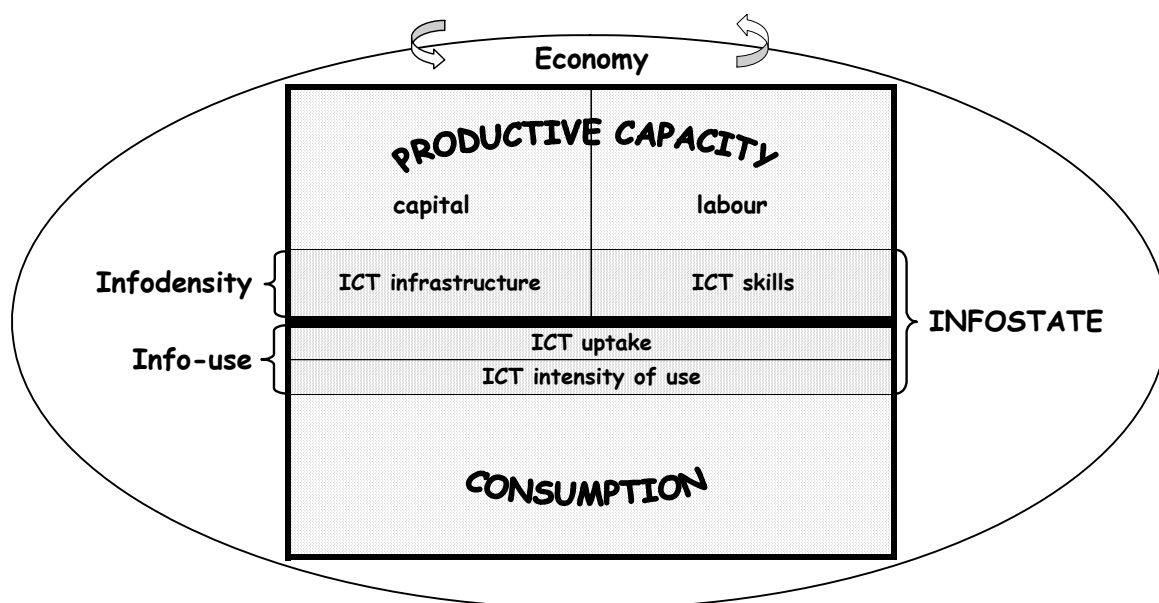 Economy
PRODUCTIVE CAPACITY
capital
labour
Infodensity
ICT infrastructure
ICT skills
INFOSTATE
Info-use
ICT uptake
ICT intensity of use
CONSUMPTION